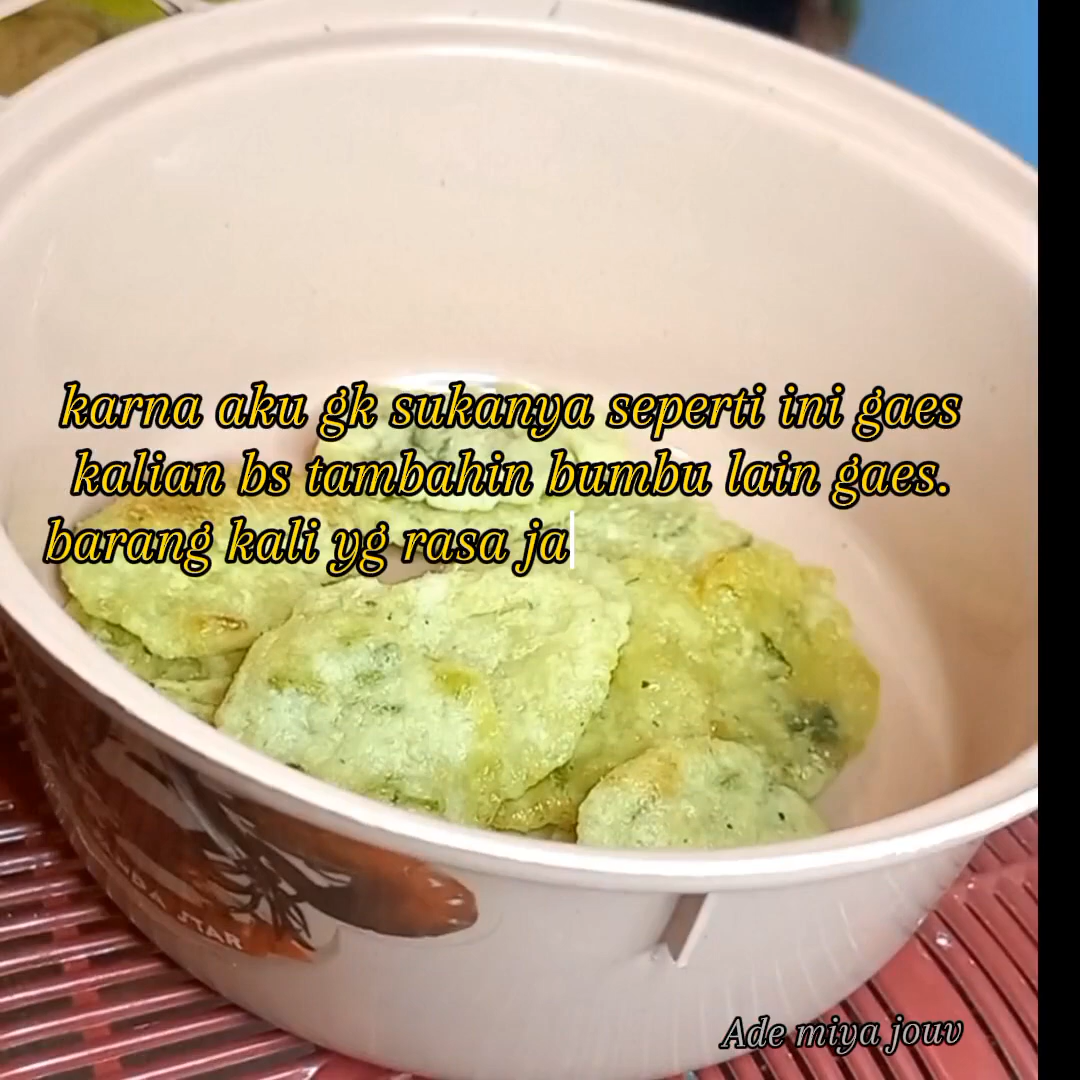 karna aku gk sukanya seperti ini gaes
kalian bs tambahin bumbu lain gaes.
barang kali yg rasa ja
JTAR
Ade miya jouv